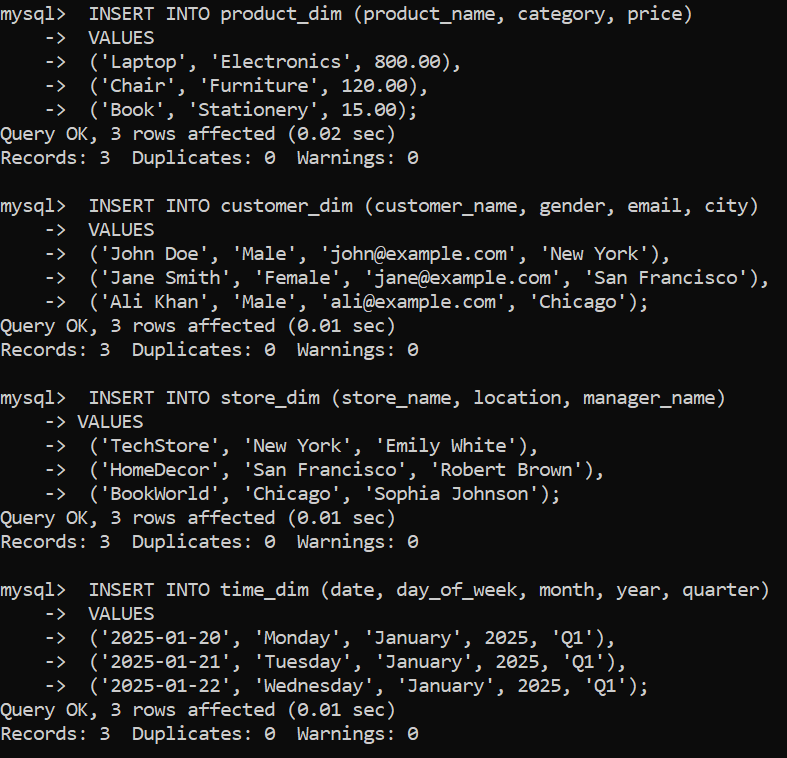 mysql>  INSERT INTO product_dim (product_name, category, price)
    ->  VALUES
    ->  ('Laptop', 'Electronics', 800.00),
    ->  ('Chair', 'Furniture', 120.00),
    ->  ('Book', 'Stationery', 15.00);
Query OK, 3 rows affected (0.02 sec)
Records: 3  Duplicates: 0  Warnings: 0

mysql>  INSERT INTO customer_dim (customer_name, gender, email, city)
    ->  VALUES
    ->  ('John Doe', 'Male', 'john@example.com', 'New York'),
    ->  ('Jane Smith', 'Female', 'jane@example.com', 'San Francisco'),
    ->  ('Ali Khan', 'Male', 'ali@example.com', 'Chicago');
Query OK, 3 rows affected (0.01 sec)
Records: 3  Duplicates: 0  Warnings: 0

mysql>  INSERT INTO store_dim (store_name, location, manager_name)
    -> VALUES
    ->  ('TechStore', 'New York', 'Emily White'),
    ->  ('HomeDecor', 'San Francisco', 'Robert Brown'),
    ->  ('BookWorld', 'Chicago', 'Sophia Johnson');
Query OK, 3 rows affected (0.01 sec)
Records: 3  Duplicates: 0  Warnings: 0

mysql>  INSERT INTO time_dim (date, day_of_week, month, year, quarter)
    ->  VALUES
    ->  ('2025-01-20', 'Monday', 'January', 2025, 'Q1'),
    ->  ('2025-01-21', 'Tuesday', 'January', 2025, 'Q1'),
    ->  ('2025-01-22', 'Wednesday', 'January', 2025, 'Q1');
Query OK, 3 rows affected (0.01 sec)
Records: 3  Duplicates: 0  Warnings: 0